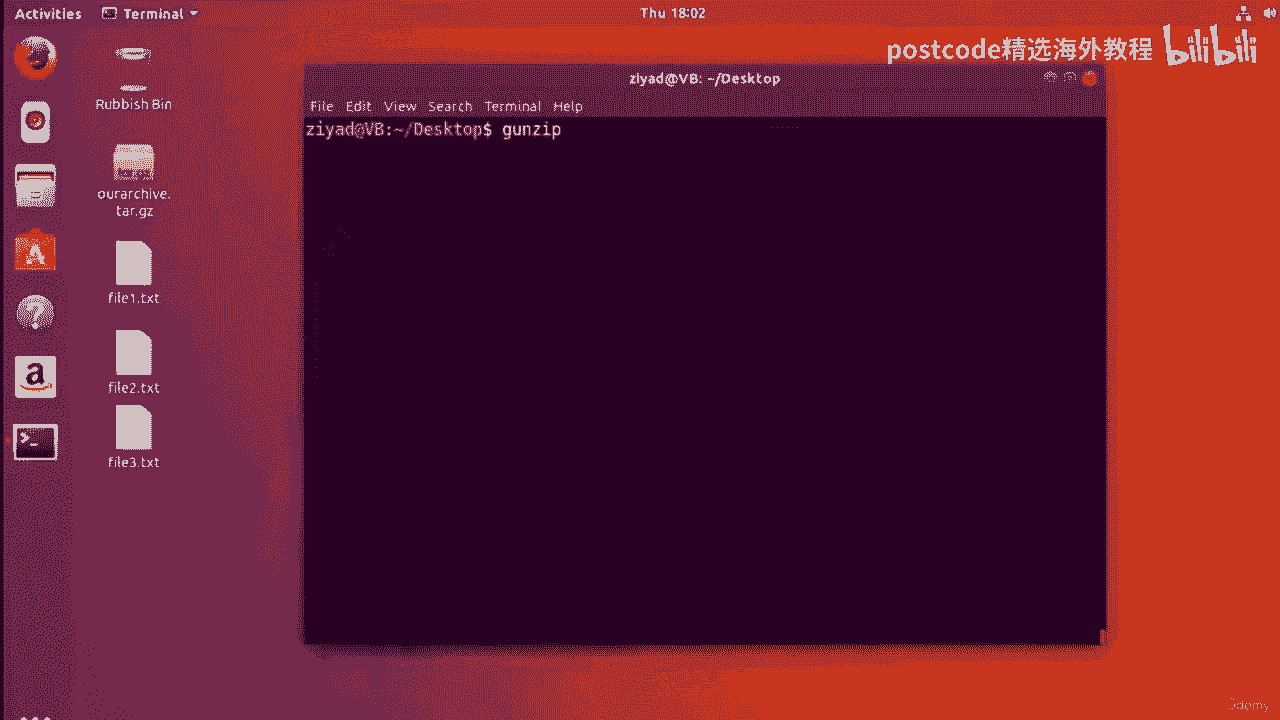 Activities
Terminal
Thu 18:02
postcode精选海外教程 bilibili
Rubbish Bin
ourarchive.
tar.gz
file1.txt
file2.txt
file3.txt
ziyad@VB: ~/Desktop
File Edit View Search Terminal Help
ziyad@VB:~/Desktop$ gunzip
Udemy